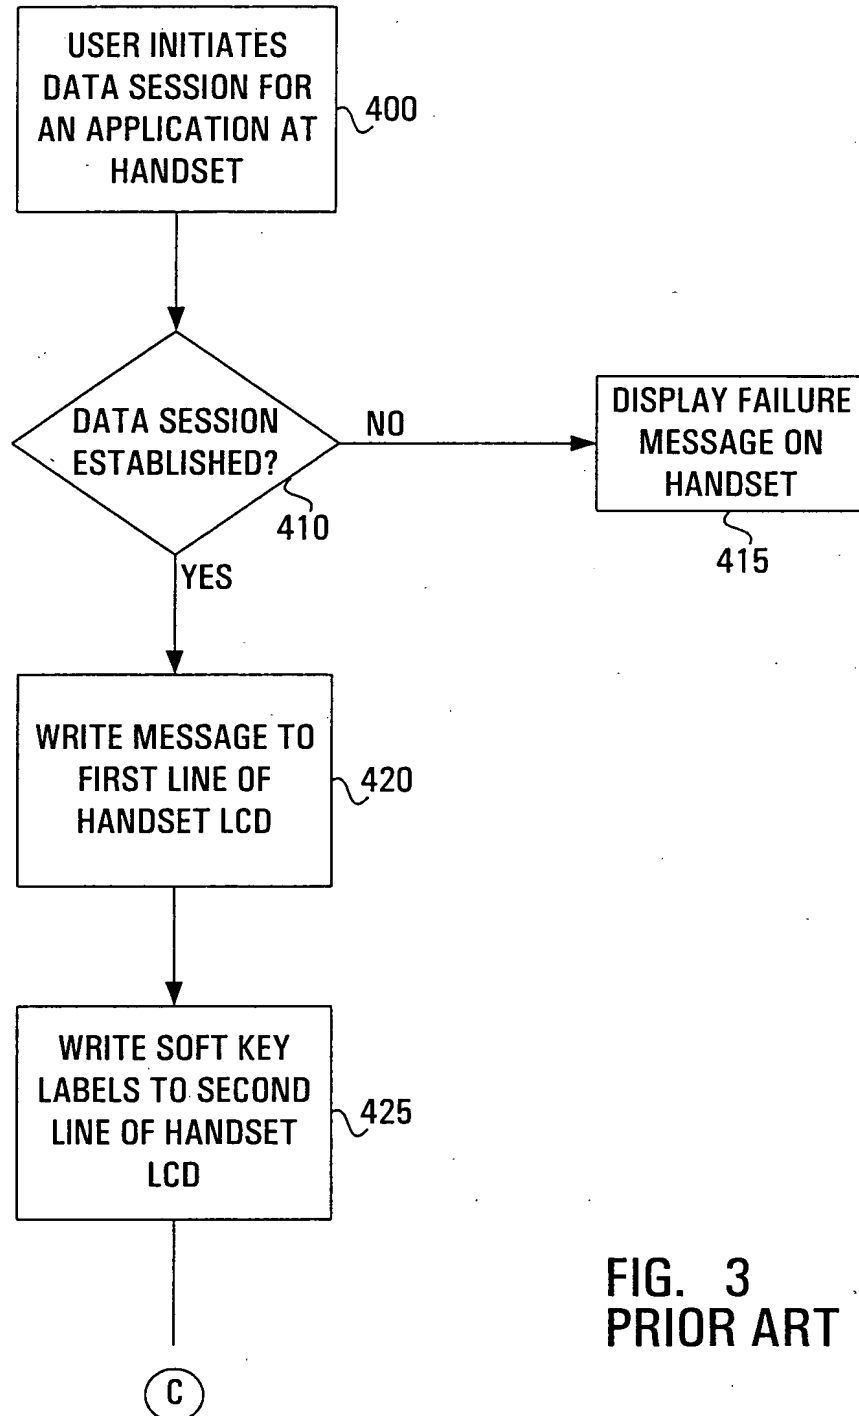 USER INITIATES
DATA SESSION FOR
AN APPLICATION AT
HANDSET
400
DATA SESSION
ESTABLISHED?
410
NO
DISPLAY FAILURE
MESSAGE ON
HANDSET
415
YES
WRITE MESSAGE TO
FIRST LINE OF
HANDSET LCD
420
WRITE SOFT KEY
LABELS TO SECOND
LINE OF HANDSET
LCD
425
C
FIG. 3
PRIOR ART